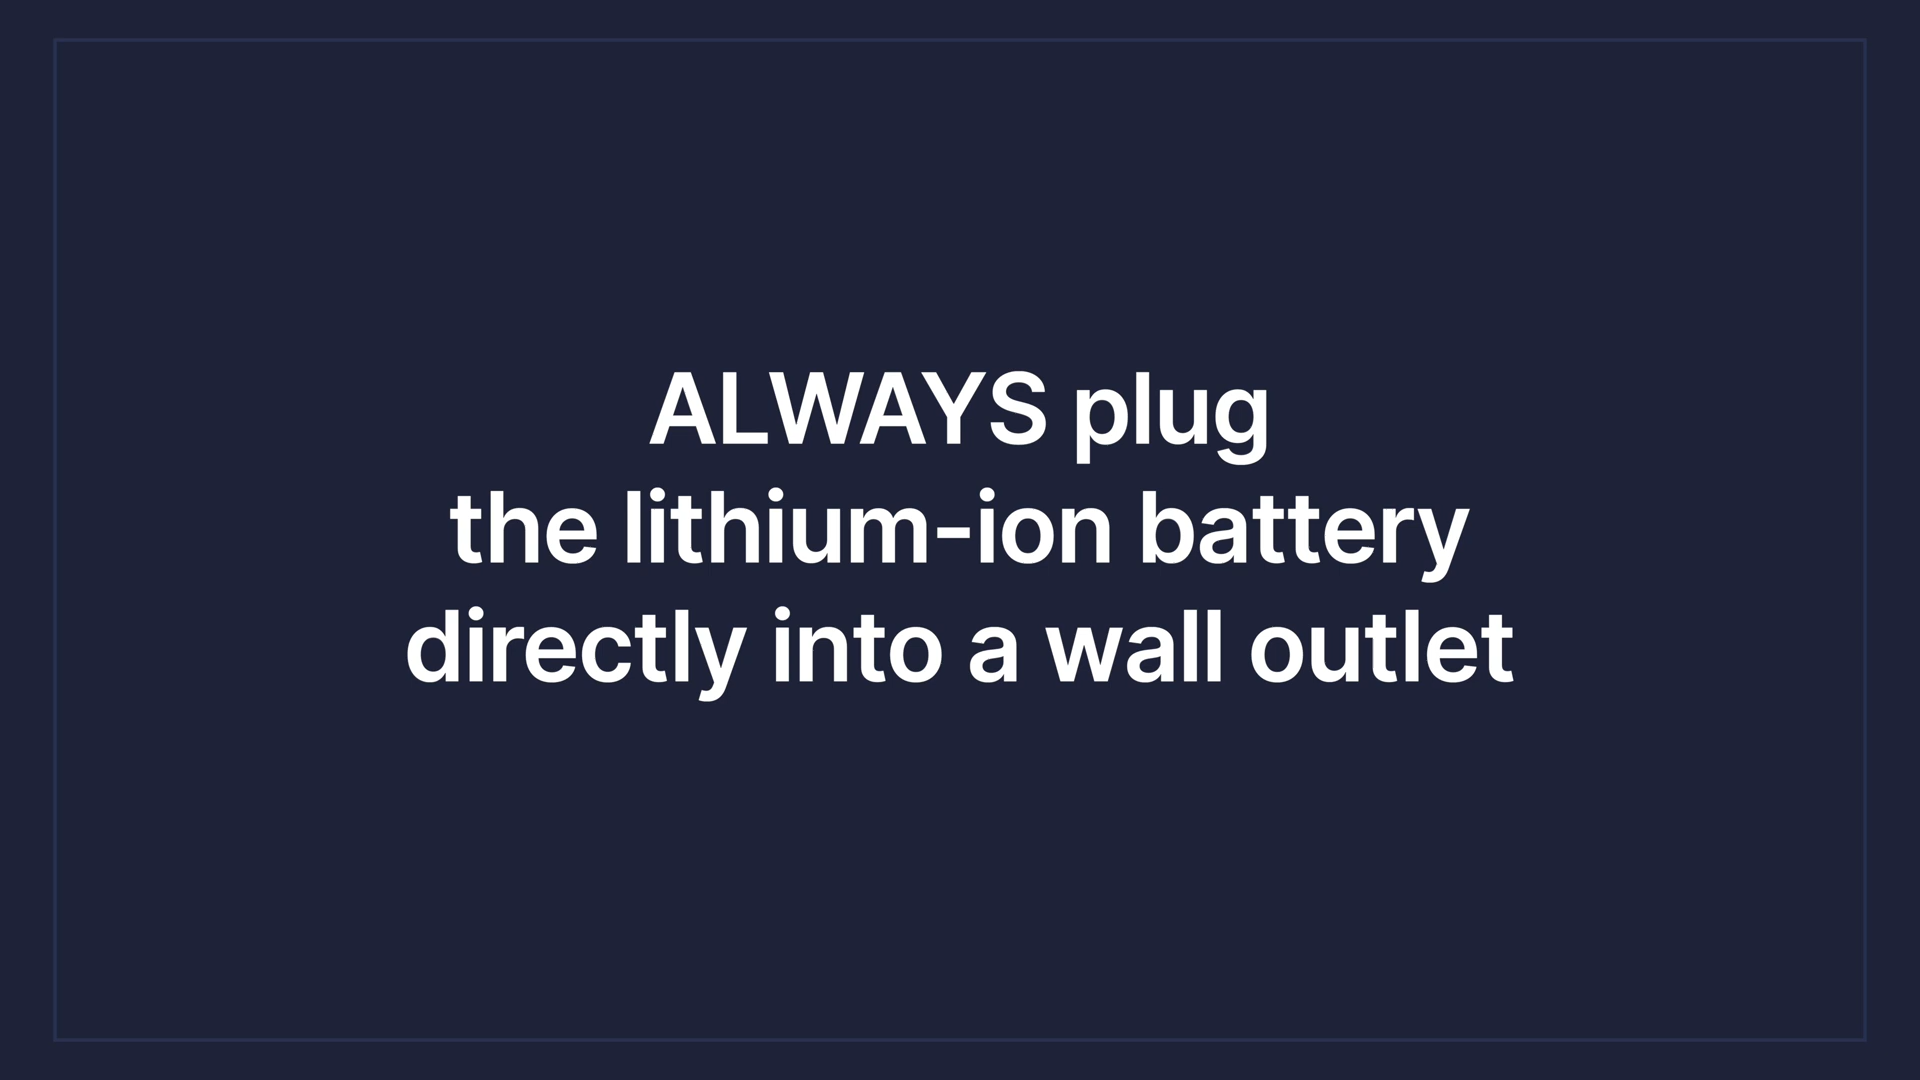 ALWAYS plug
the lithium-ion battery
directly into a wall outlet